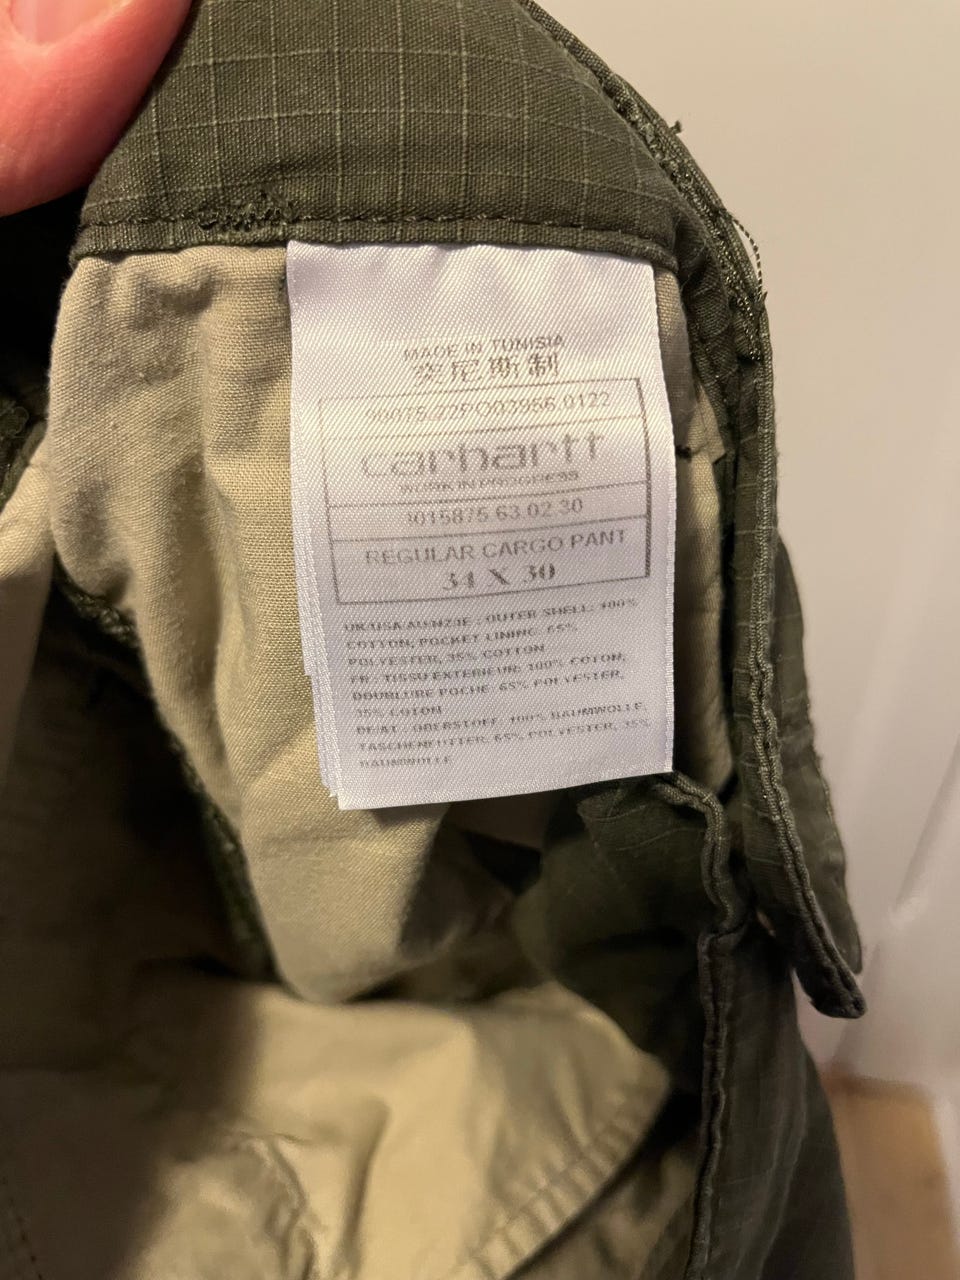 MADE IN TUNISIA
突尼斯制
90075.22PO03956.0122
carhartt
WORK IN PROGRESS
I015875.63.02.30
REGULAR CARGO PANT
34 X 30
UK/USA/AU/NZ/IE : OUTER SHELL: 100%
COTTON, POCKET LINING: 65%
POLYESTER, 35% COTTON
FR: TISSU EXTERIEUR: 100% COTON,
DOUBLURE POCHE: 65% POLYESTER,
35% COTON
DE/AT : OBERSTOFF: 100% BAUMWOLLE,
TASCHENFUTTER, 65% POLYESTER, 35%
BAUMWOLLE